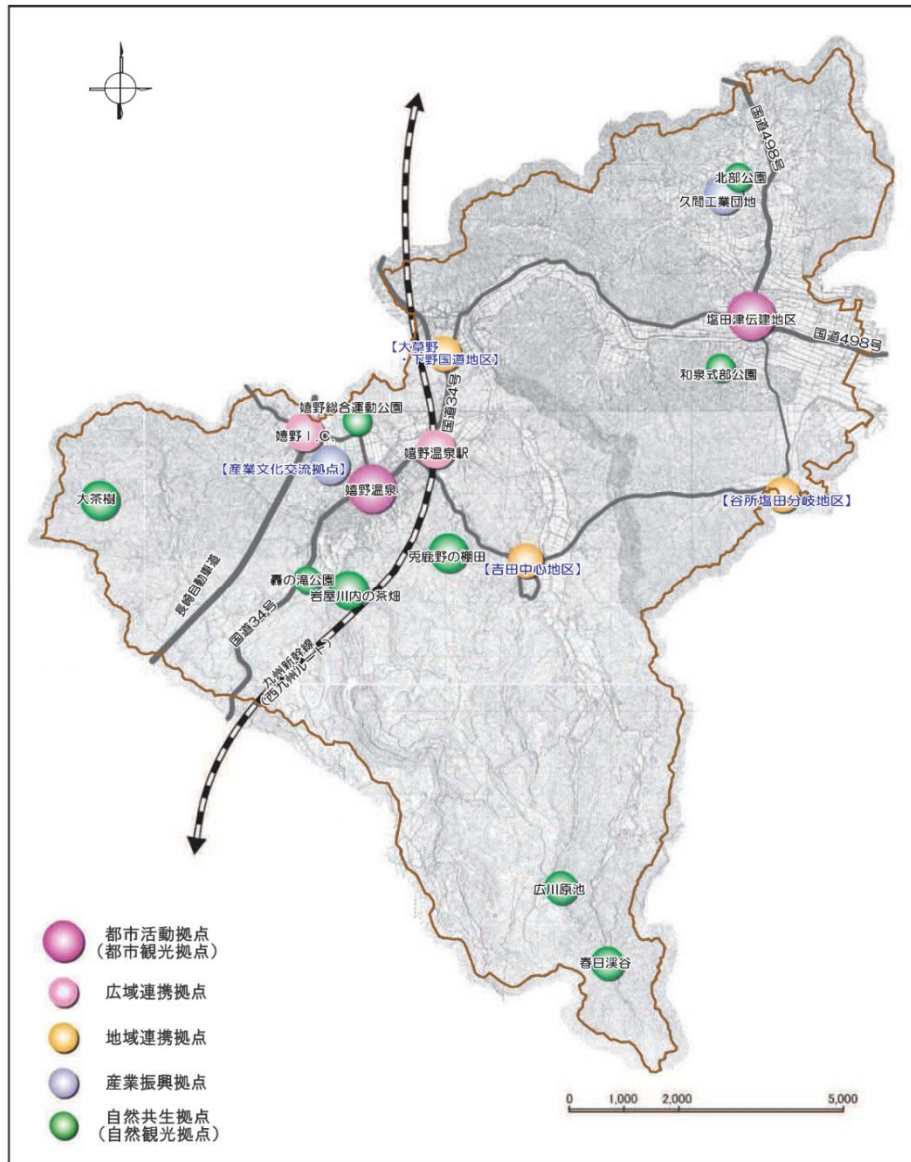 国道498号
北部公園
久間工業団地
塩田津伝建地区
国道498号
【大草野
・下野国道地区】
和泉式部公園
国道34号
嬉野総合運動公園
嬉野I.C.
嬉野温泉駅
【産業文化交流拠点】
嬉野温泉
大茶樹
【谷所塩田分岐地区】
兎鹿野の棚田
【吉田中心地区】
長崎自動車道
轟の滝公園
岩屋川内の茶畑
国道34号
九州新幹線
(西九州ルート)
広川原池
春日渓谷
都市活動拠点
(都市観光拠点)
広域連携拠点
地域連携拠点
産業振興拠点
自然共生拠点
(自然観光拠点)
0 1,000 2,000 5,000